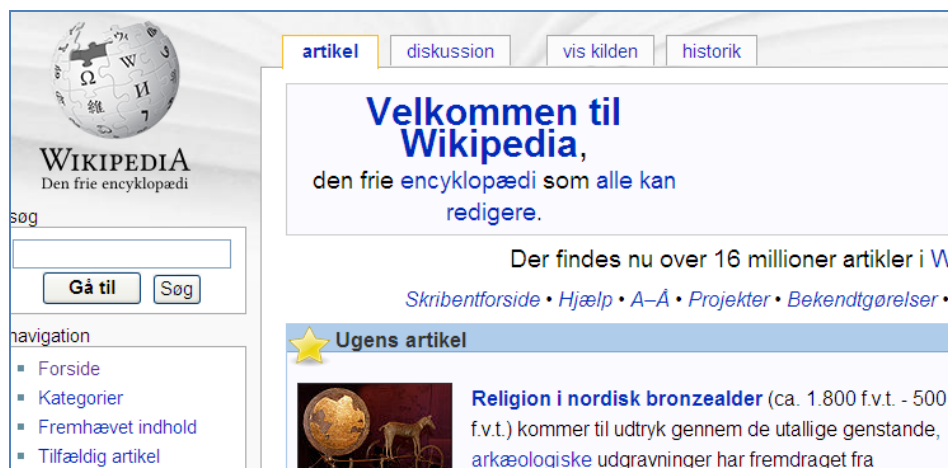 artikel diskussion vis kilden historik
Ω W И 維 7
WIKIPEDIA
Den frie encyklopædi
Velkommen til
Wikipedia,
den frie encyklopædi som alle kan
redigere.
søg
Gå til Søg
Der findes nu over 16 millioner artikler i W
Skribentforside • Hjælp • A–Å • Projekter • Bekendtgørelser •
navigation
Forside
Kategorier
Fremhævet indhold
Tilfældig artikel
Ugens artikel
Religion i nordisk bronzealder (ca. 1.800 f.v.t. - 500
f.v.t.) kommer til udtryk gennem de utallige genstande,
arkæologiske udgravninger har fremdraget fra